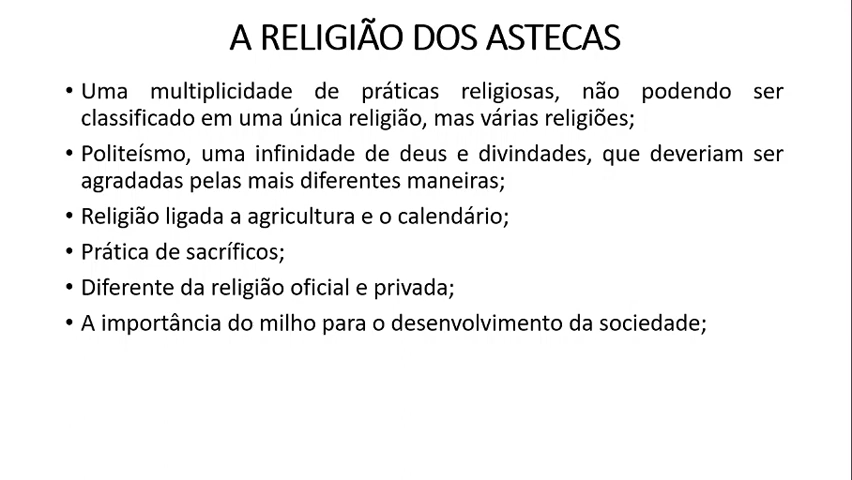 A RELIGIÃO DOS ASTECAS
• Uma multiplicidade de práticas religiosas, não podendo ser
classificado em uma única religião, mas várias religiões;
• Politeísmo, uma infinidade de deus e divindades, que deveriam ser
agradadas pelas mais diferentes maneiras;
• Religião ligada a agricultura e o calendário;
• Prática de sacríficos;
• Diferente da religião oficial e privada;
• A importância do milho para o desenvolvimento da sociedade;